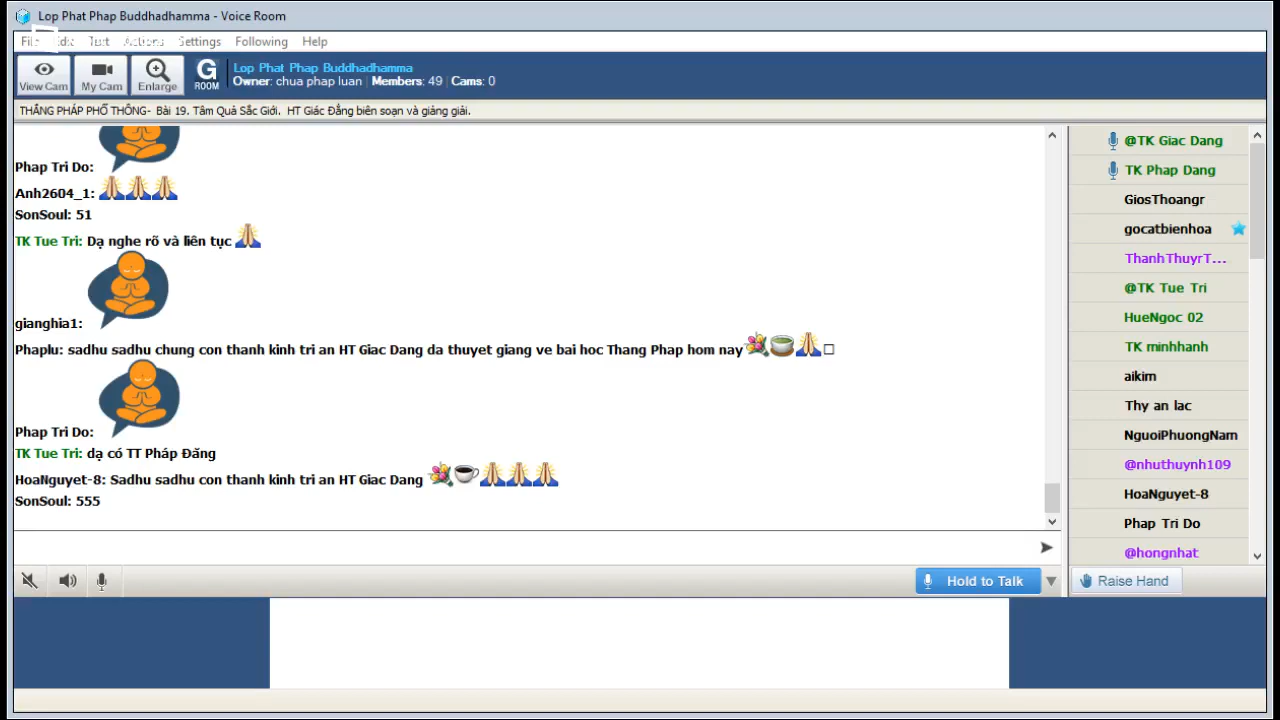 Lop Phat Phap Buddhadhamma - Voice Room
Settings Following Help
View Cam My Cam Enlarge G ROOM
Lop Phat Phap Buddhadhamma
Owner: chua phap luan Members: 49 Cams: 0
THẮNG PHÁP PHỔ THÔNG- Bài 19. Tâm Quả Sắc Giới. HT Giác Đẳng biên soạn và giảng giải.
Phap Tri Do:
Anh2604_1: 🙏🙏🙏
SonSoul: 51
TK Tue Tri: Dạ nghe rõ và liên tục 🙏
gianghia1:
Phaplu: sadhu sadhu chung con thanh kinh tri an HT Giac Dang da thuyet giang ve bai hoc Thang Phap hom nay 💐🍵🙏□
Phap Tri Do:
TK Tue Tri: dạ có TT Pháp Đăng
HoaNguyet-8: Sadhu sadhu con thanh kinh tri an HT Giac Dang 💐☕🙏🙏🙏
SonSoul: 555
@TK Giac Dang
TK Phap Dang
GiosThoangr
gocatbienhoa
ThanhThuyrT...
@TK Tue Tri
HueNgoc 02
TK minhhanh
aikim
Thy an lac
NguoiPhuongNam
@nhuthuynh109
HoaNguyet-8
Phap Tri Do
@hongnhat
Hold to Talk
Raise Hand